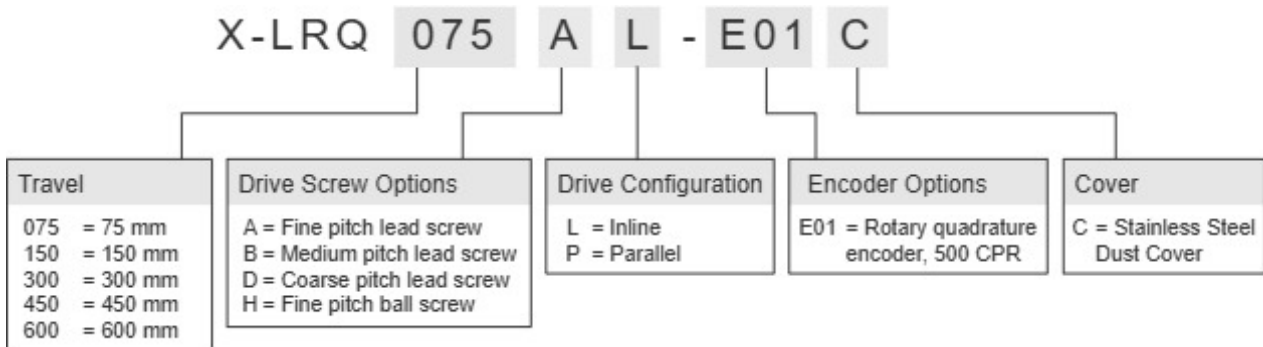 X-LRQ 075 A L - E01 C
Travel
075 = 75 mm
150 = 150 mm
300 = 300 mm
450 = 450 mm
600 = 600 mm
Drive Screw Options
A = Fine pitch lead screw
B = Medium pitch lead screw
D = Coarse pitch lead screw
H = Fine pitch ball screw
Drive Configuration
L = Inline
P = Parallel
Encoder Options
E01 = Rotary quadrature
encoder, 500 CPR
Cover
C = Stainless Steel
Dust Cover